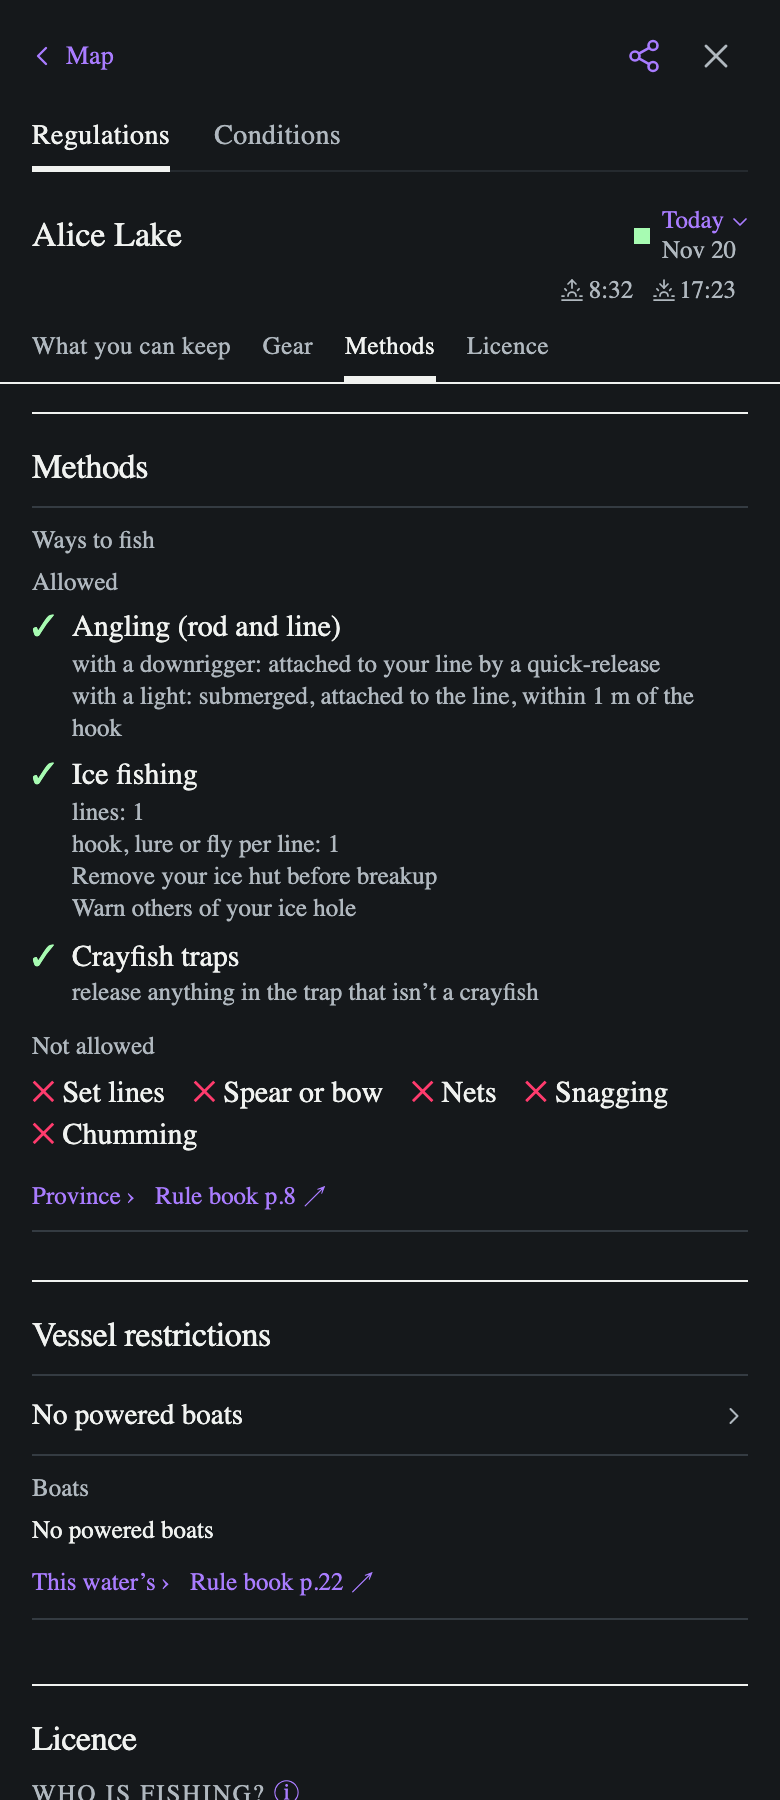 Map
Regulations Conditions
Alice Lake
Today
Nov 20
8:32 17:23
What you can keep Gear Methods Licence
Methods
Ways to fish
Allowed
✓ Angling (rod and line)
with a downrigger: attached to your line by a quick-release
with a light: submerged, attached to the line, within 1 m of the
hook
✓ Ice fishing
lines: 1
hook, lure or fly per line: 1
Remove your ice hut before breakup
Warn others of your ice hole
✓ Crayfish traps
release anything in the trap that isn’t a crayfish
Not allowed
Set lines Spear or bow Nets Snagging
Chumming
Province › Rule book p.8
Vessel restrictions
No powered boats
Boats
No powered boats
This water’s › Rule book p.22
Licence
WHO IS FISHING?